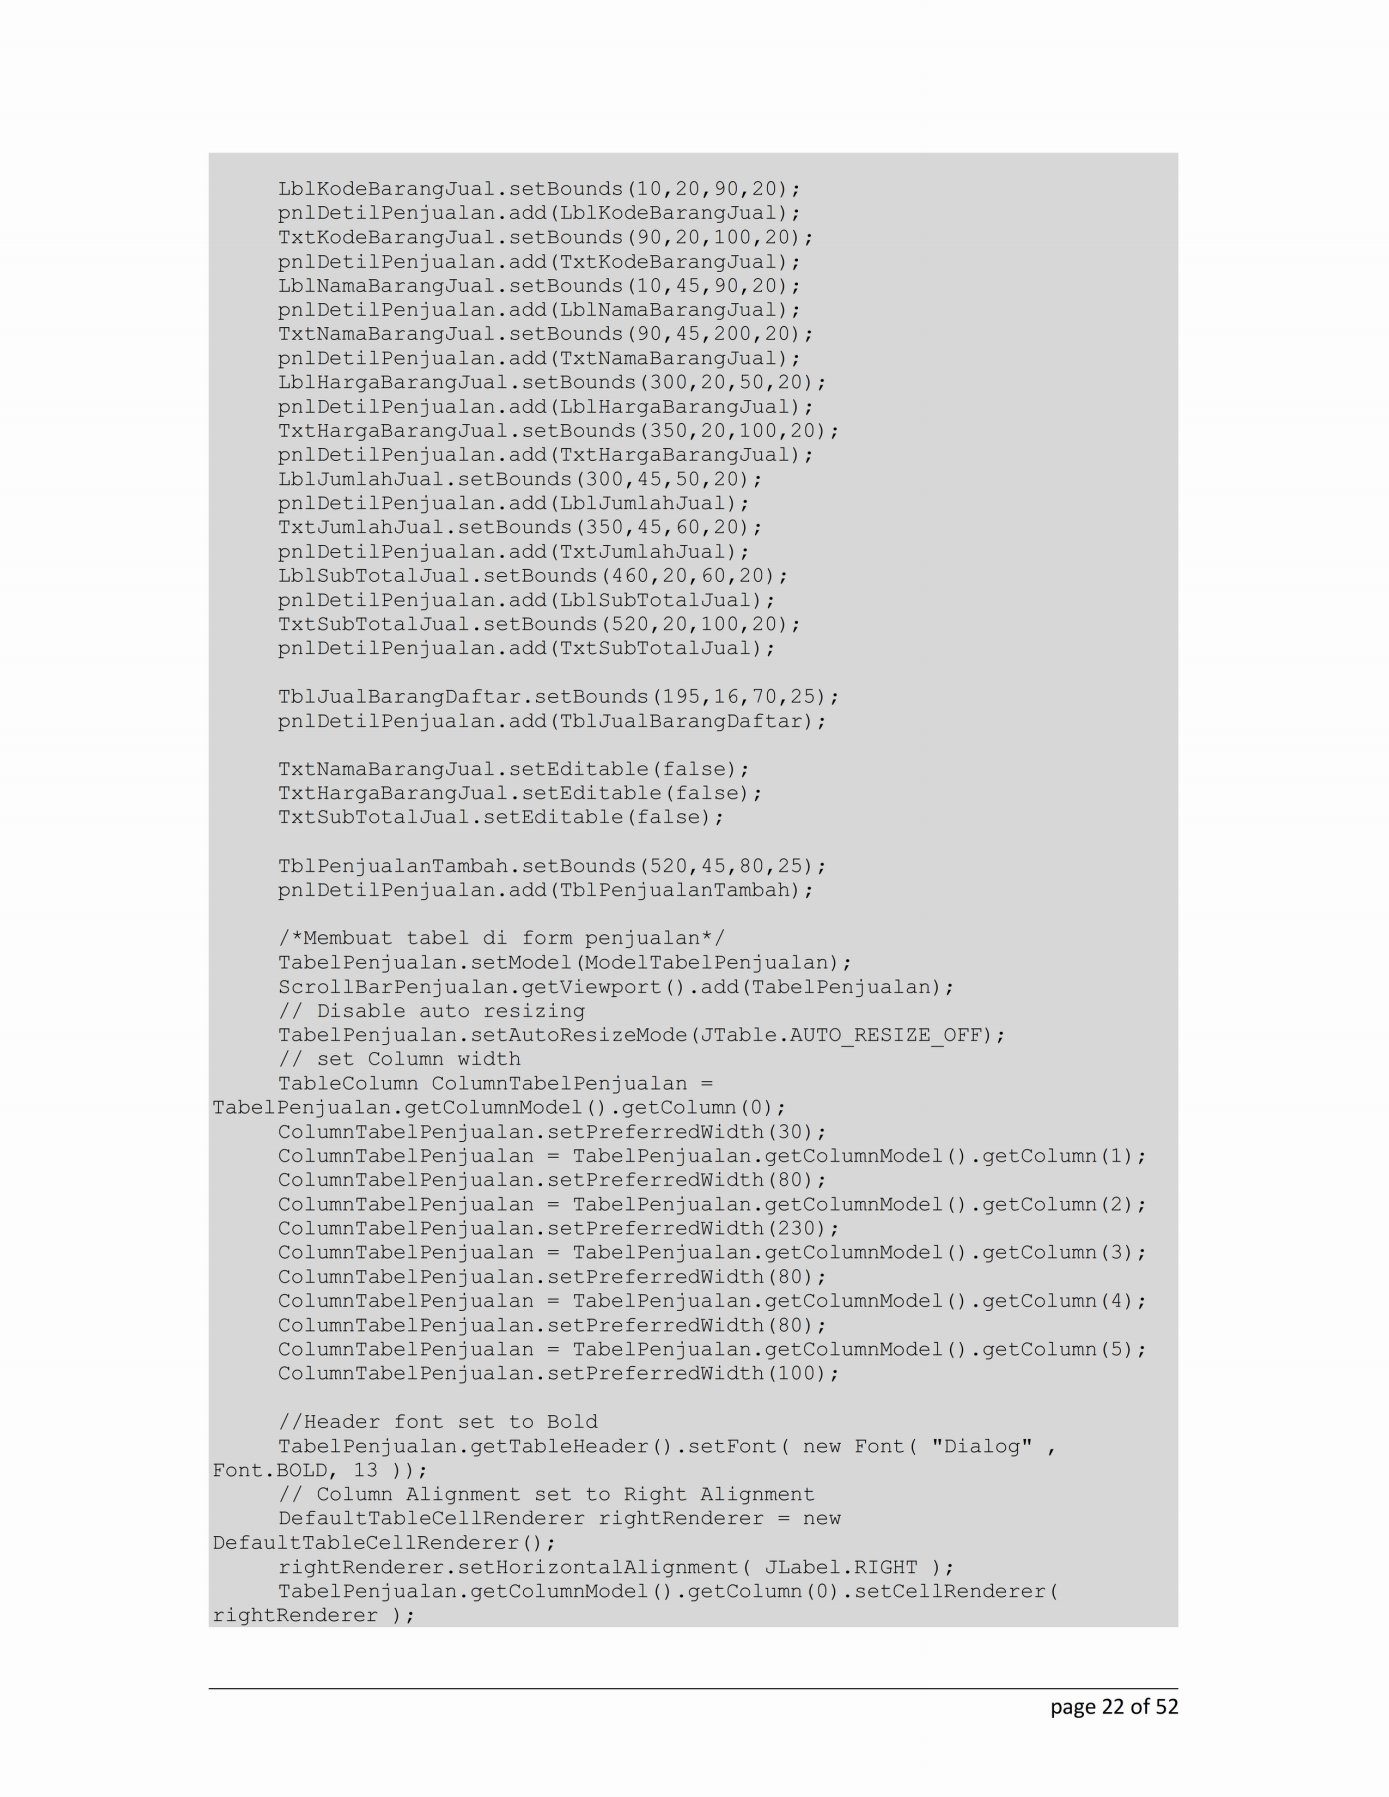 LblKodeBarangJual.setBounds(10,20,90,20);
pnlDetilPenjualan.add(LblKodeBarangJual);
TxtKodeBarangJual.setBounds(90,20,100,20);
pnlDetilPenjualan.add(TxtKodeBarangJual);
LblNamaBarangJual.setBounds(10,45,90,20);
pnlDetilPenjualan.add(LblNamaBarangJual);
TxtNamaBarangJual.setBounds(90,45,200,20);
pnlDetilPenjualan.add(TxtNamaBarangJual);
LblHargaBarangJual.setBounds(300,20,50,20);
pnlDetilPenjualan.add(LblHargaBarangJual);
TxtHargaBarangJual.setBounds(350,20,100,20);
pnlDetilPenjualan.add(TxtHargaBarangJual);
LblJumlahJual.setBounds(300,45,50,20);
pnlDetilPenjualan.add(LblJumlahJual);
TxtJumlahJual.setBounds(350,45,60,20);
pnlDetilPenjualan.add(TxtJumlahJual);
LblSubTotalJual.setBounds(460,20,60,20);
pnlDetilPenjualan.add(LblSubTotalJual);
TxtSubTotalJual.setBounds(520,20,100,20);
pnlDetilPenjualan.add(TxtSubTotalJual);
TblJualBarangDaftar.setBounds(195,16,70,25);
pnlDetilPenjualan.add(TblJualBarangDaftar);
TxtNamaBarangJual.setEditable(false);
TxtHargaBarangJual.setEditable(false);
TxtSubTotalJual.setEditable(false);
TblPenjualanTambah.setBounds(520,45,80,25);
pnlDetilPenjualan.add(TblPenjualanTambah);
/*Membuat tabel di form penjualan*/
TabelPenjualan.setModel(ModelTabelPenjualan);
ScrollBarPenjualan.getViewport().add(TabelPenjualan);
// Disable auto resizing
TabelPenjualan.setAutoResizeMode(JTable.AUTO_RESIZE_OFF);
// set Column width
TableColumn ColumnTabelPenjualan =
TabelPenjualan.getColumnModel().getColumn(0);
ColumnTabelPenjualan.setPreferredWidth(30);
ColumnTabelPenjualan = TabelPenjualan.getColumnModel().getColumn(1);
ColumnTabelPenjualan.setPreferredWidth(80);
ColumnTabelPenjualan = TabelPenjualan.getColumnModel().getColumn(2);
ColumnTabelPenjualan.setPreferredWidth(230);
ColumnTabelPenjualan = TabelPenjualan.getColumnModel().getColumn(3);
ColumnTabelPenjualan.setPreferredWidth(80);
ColumnTabelPenjualan = TabelPenjualan.getColumnModel().getColumn(4);
ColumnTabelPenjualan.setPreferredWidth(80);
ColumnTabelPenjualan = TabelPenjualan.getColumnModel().getColumn(5);
ColumnTabelPenjualan.setPreferredWidth(100);
//Header font set to Bold
TabelPenjualan.getTableHeader().setFont( new Font( "Dialog" ,
Font.BOLD, 13 ));
// Column Alignment set to Right Alignment
DefaultTableCellRenderer rightRenderer = new
DefaultTableCellRenderer();
rightRenderer.setHorizontalAlignment( JLabel.RIGHT );
TabelPenjualan.getColumnModel().getColumn(0).setCellRenderer(
rightRenderer );
page 22 of 52